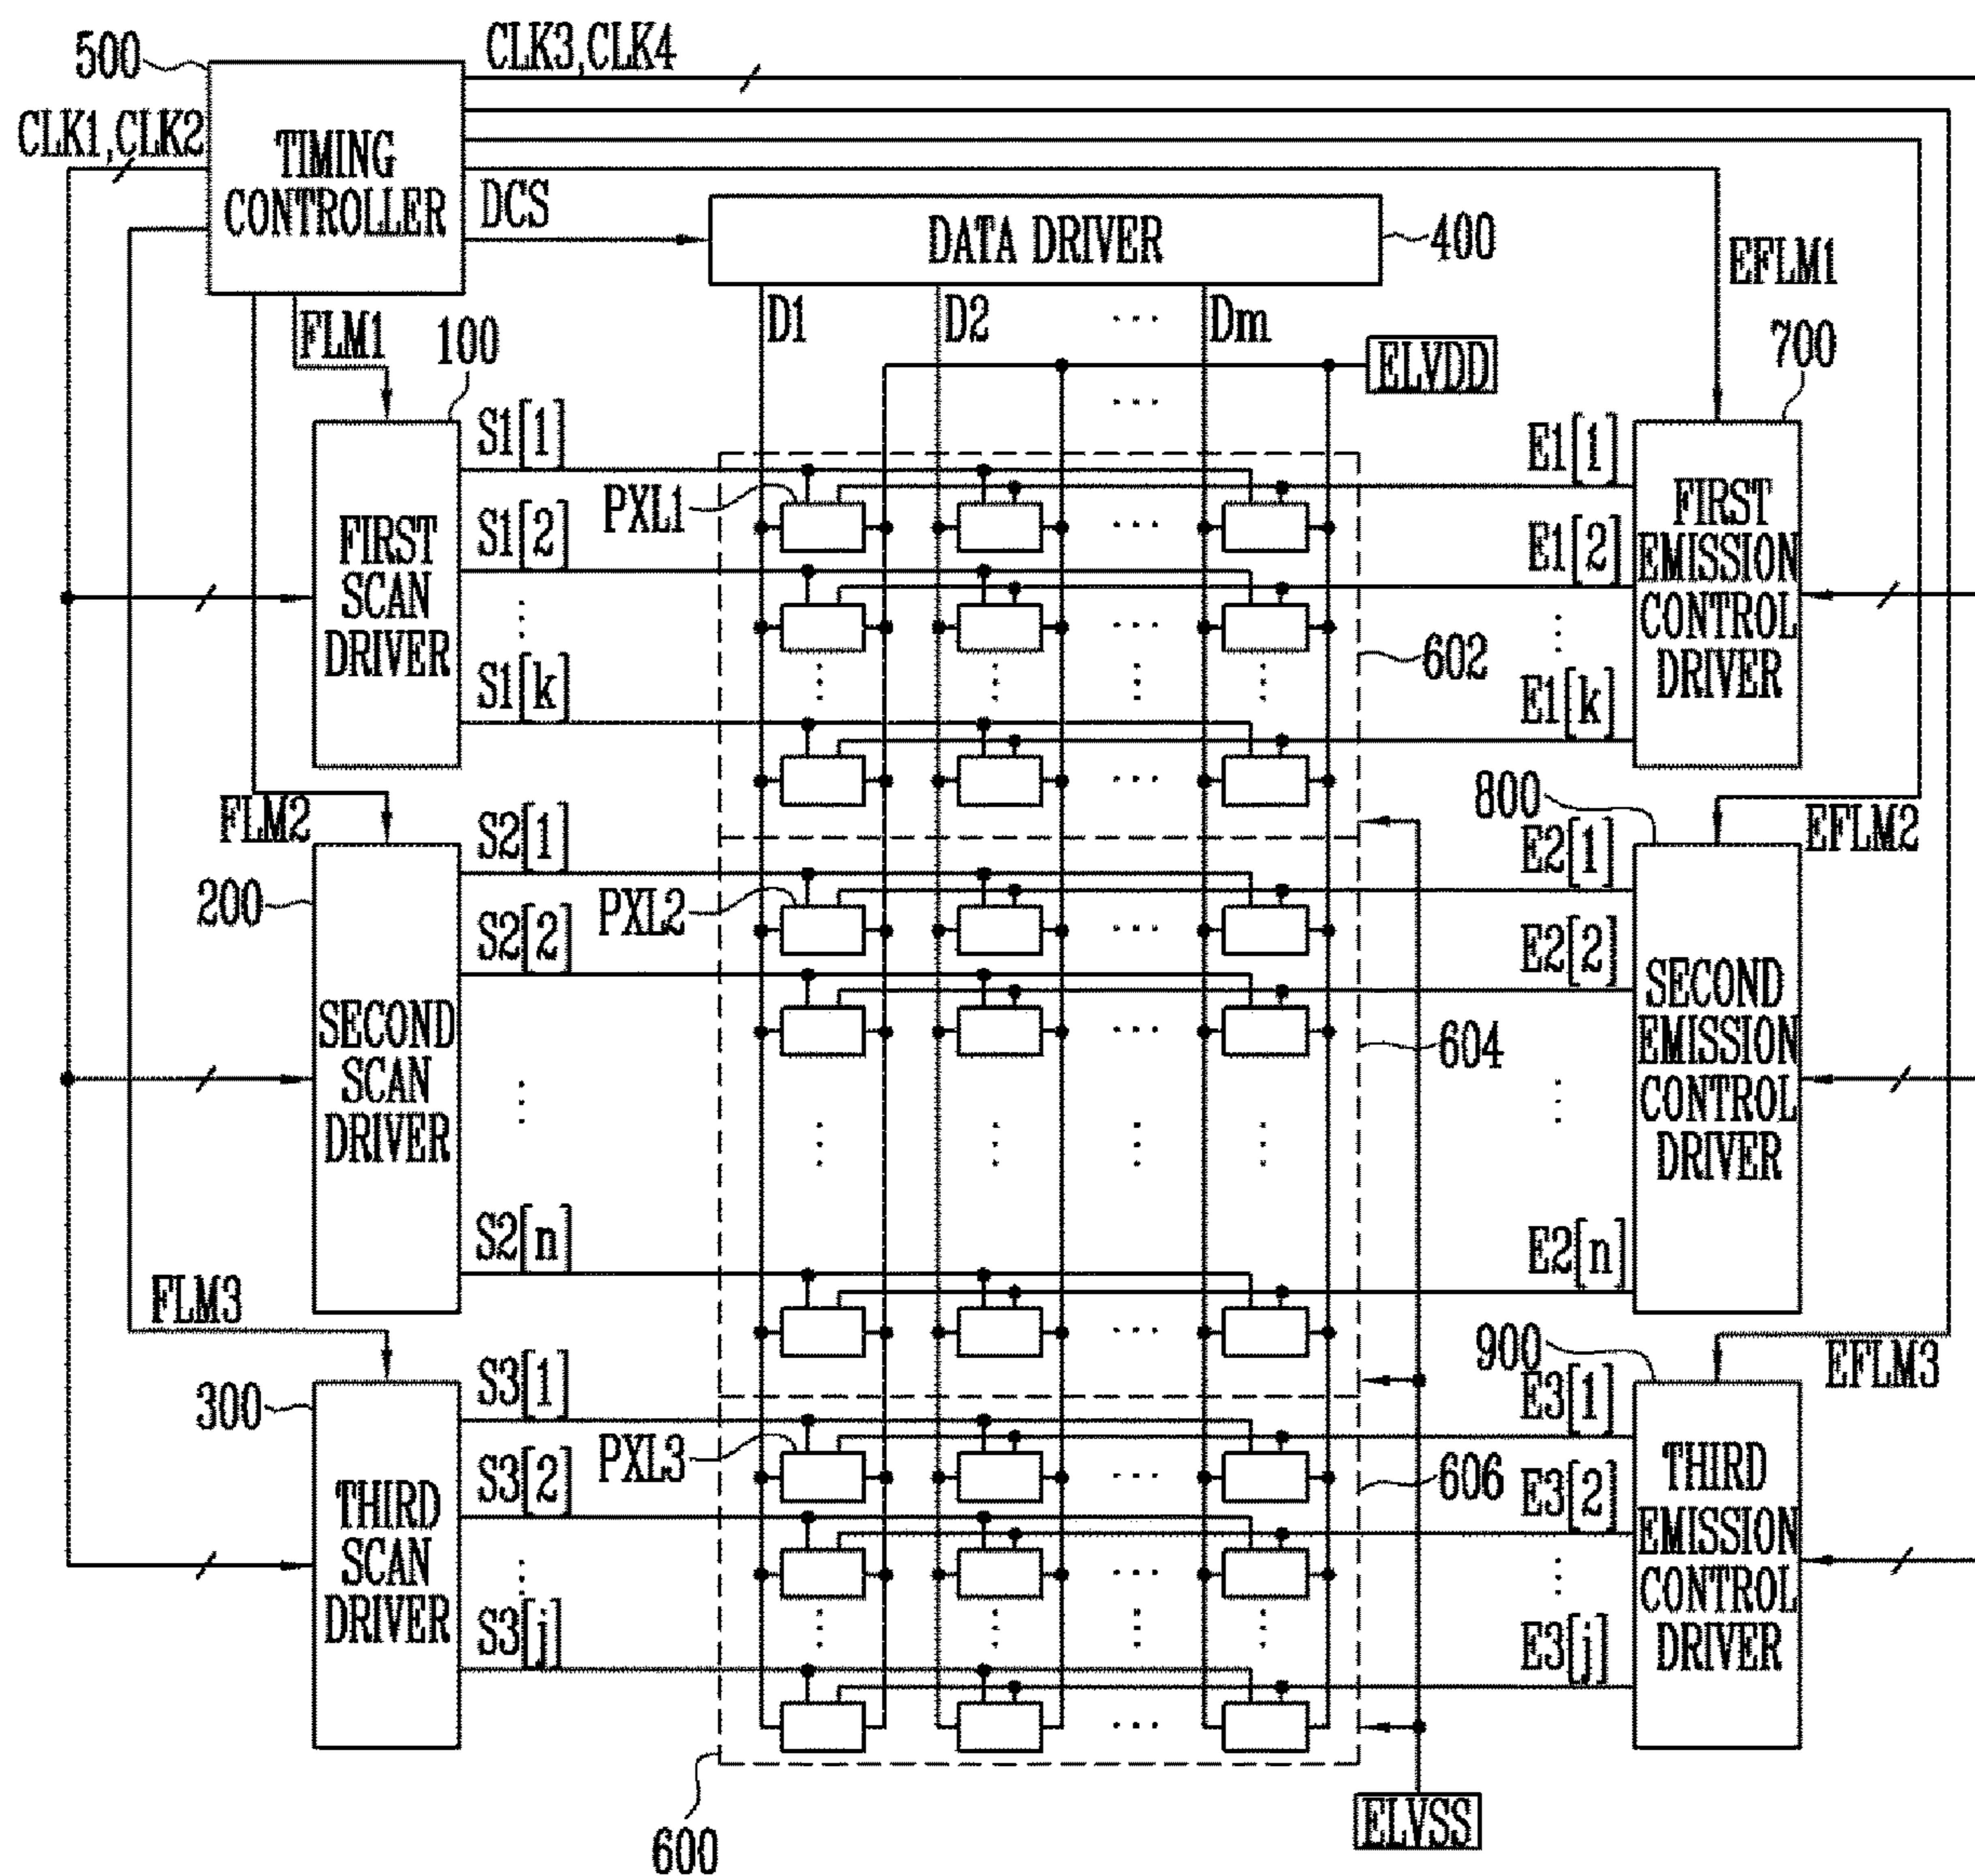 500
CLK3,CLK4
CLK1,CLK2
TIMING
CONTROLLER
DCS
DATA DRIVER
400
EFLM1
FLM1
100
D1
D2
...
Dm
ELVDD
700
...
S1[1]
E1[1]
PXL1
FIRST
SCAN
DRIVER
S1[2]
...
E1[2]
FIRST
EMISSION
CONTROL
DRIVER
...
602
S1[k]
E1[k]
...
FLM2
800
EFLM2
S2[1]
E2[1]
200
PXL2
...
S2[2]
E2[2]
SECOND
SCAN
DRIVER
SECOND
EMISSION
CONTROL
DRIVER
...
604
S2[n]
E2[n]
FLM3
...
900
EFLM3
300
S3[1]
E3[1]
PXL3
...
606
S3[2]
E3[2]
THIRD
SCAN
DRIVER
THIRD
EMISSION
CONTROL
DRIVER
...
S3[j]
E3[j]
...
600
ELVSS